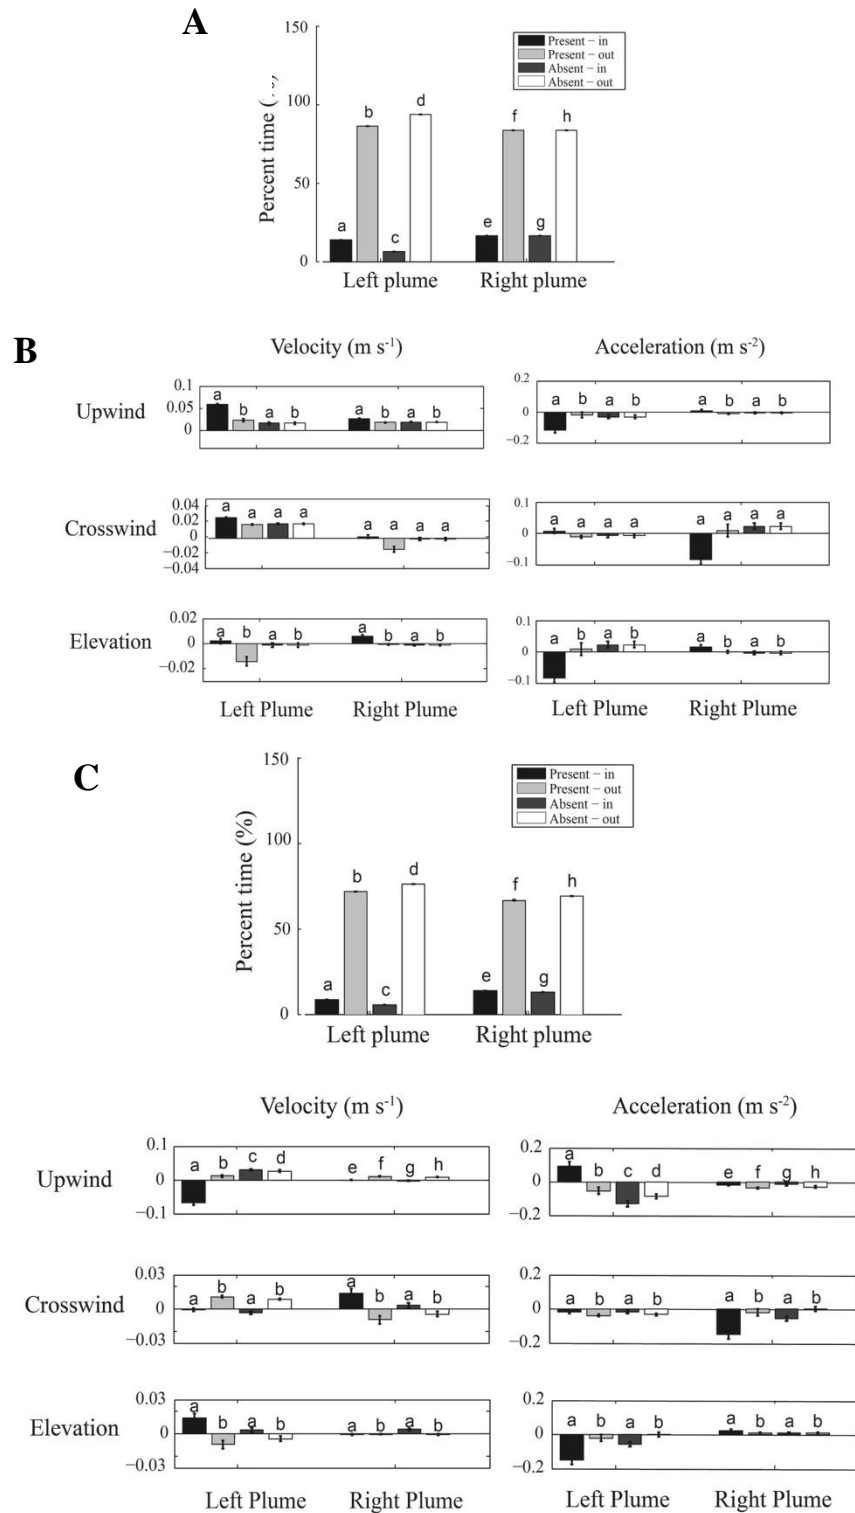 A
150
100
50
0
Percent time (%)
Present – in
Present – out
Absent – in
Absent – out
a b c d e f g h
Left plume Right plume
B
Velocity (m s-1) Acceleration (m s-2)
Upwind
0.1
0.05
0
a b a b a b a b
0.2
0
−0.2
a b a b a b a b
Crosswind
0.04
0.02
0
−0.02
−0.04
a a a a a a a a
0.1
0
−0.1
a a a a a a a a
Elevation
0.02
0
−0.02
a b a b a b a b
0.1
0
−0.1
a b a b a b a b
Left Plume Right Plume Left Plume Right Plume
C
150
100
50
0
Percent time (%)
Present – in
Present – out
Absent – in
Absent – out
a b c d e f g h
Left plume Right plume
Velocity (m s-1) Acceleration (m s-2)
Upwind
0.1
0
−0.1
a b c d e f g h
0.2
0
−0.2
a b c d e f g h
Crosswind
0.03
0
−0.03
a b a b a b a b
0.2
0
−0.2
a b a b a b a b
Elevation
0.03
0
−0.03
a b a b a b a b
0.2
0
−0.2
a b a b a b a b
Left Plume Right Plume Left Plume Right Plume